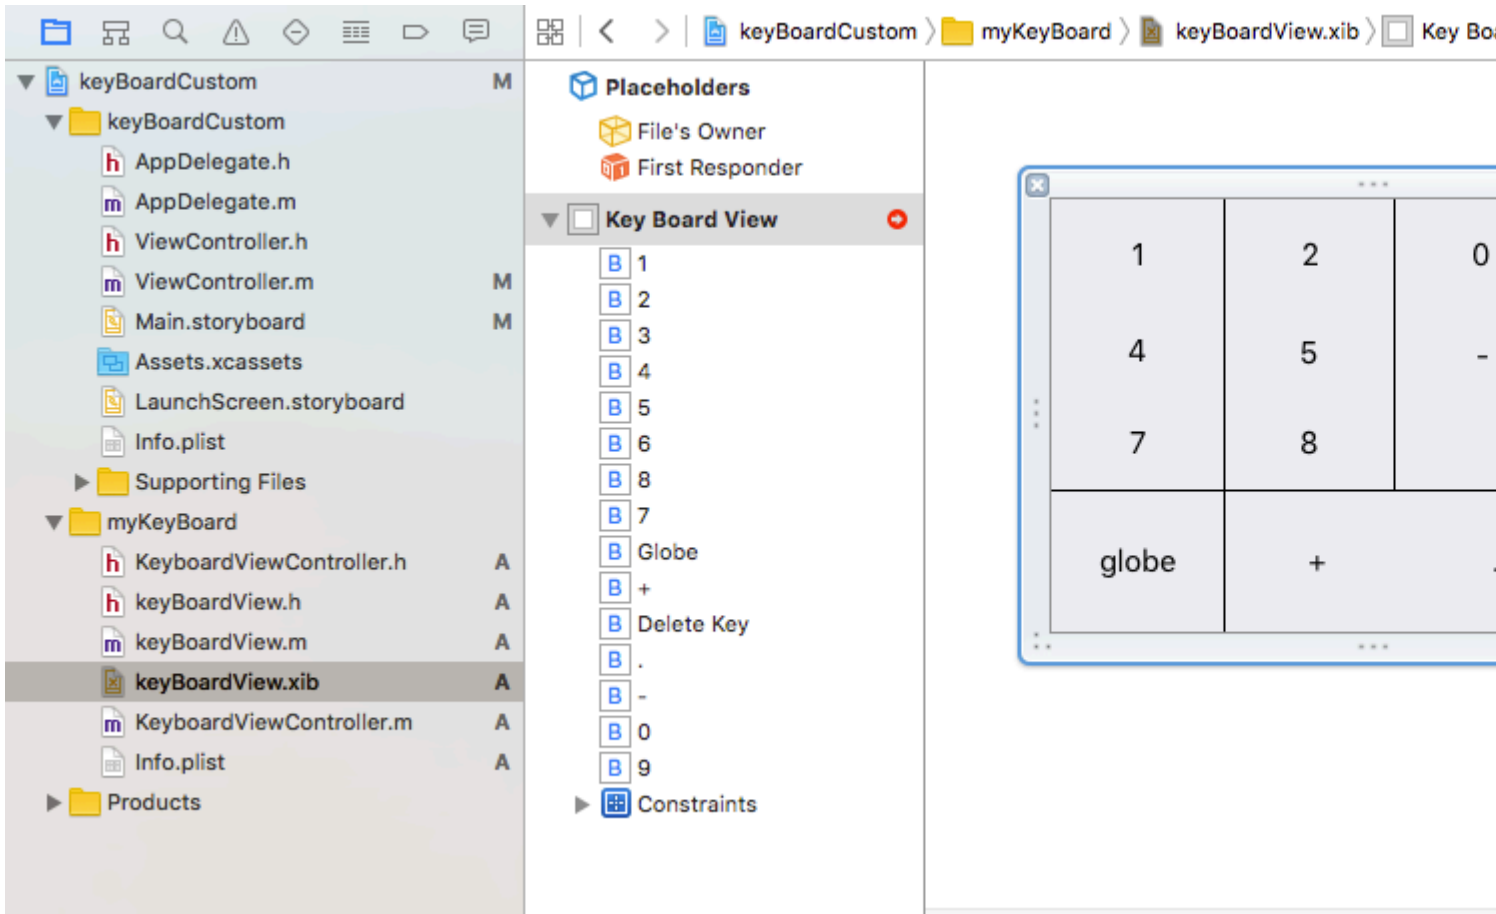 keyBoardCustom M
keyBoardCustom
h AppDelegate.h
m AppDelegate.m
h ViewController.h
m ViewController.m M
Main.storyboard M
Assets.xcassets
LaunchScreen.storyboard
Info.plist
Supporting Files
myKeyBoard
h KeyboardViewController.h A
h keyBoardView.h A
m keyBoardView.m A
keyBoardView.xib A
m KeyboardViewController.m A
Info.plist A
Products
keyBoardCustom myKeyBoard keyBoardView.xib Key Boa
Placeholders
File's Owner
First Responder
Key Board View
B 1
B 2
B 3
B 4
B 5
B 6
B 8
B 7
B Globe
B +
B Delete Key
B .
B -
B 0
B 9
Constraints
1 2 0
4 5 -
7 8
globe + .